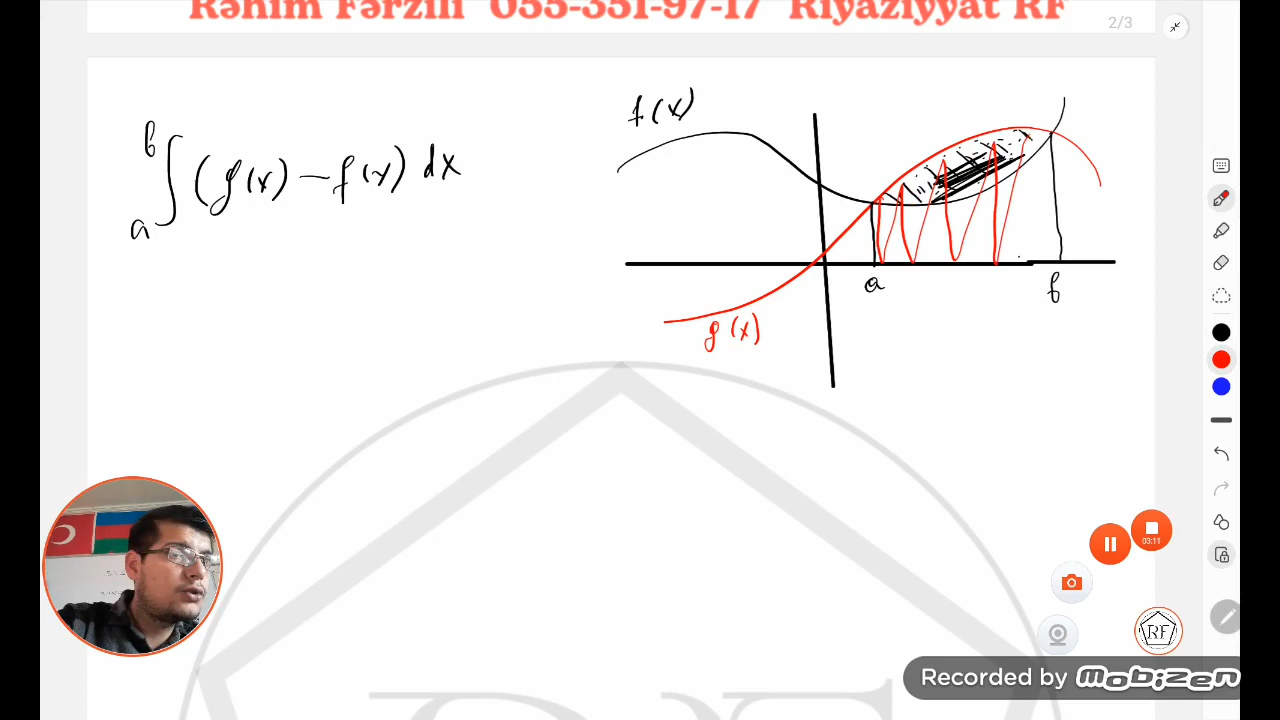 Rəhim Fərzili 055-351-97-17 Riyaziyyat RF
2/3
f(x)
b
∫ (g(x) − f(x)) dx
a
a
b
g(x)
03:11
RF
Recorded by mobizen